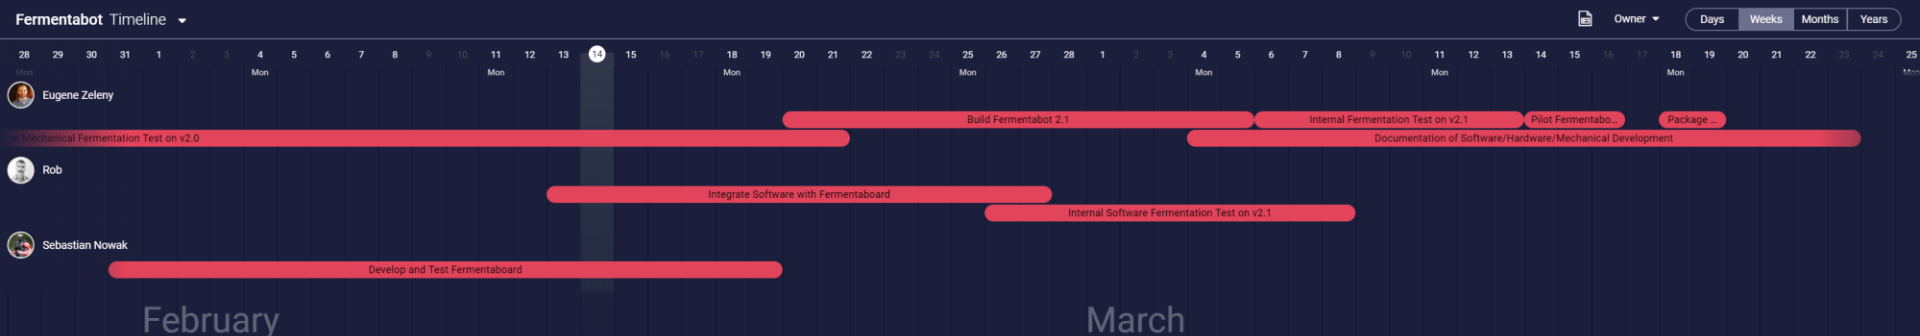 Fermentabot Timeline Owner Days Weeks Months Years
28 29 30 31 1 2 3 4 5 6 7 8 9 10 11 12 13 14 15 16 17 18 19 20 21 22 23 24 25 26 27 28 1 2 3 4 5 6 7 8 9 10 11 12 13 14 15 16 17 18 19 20 21 22 23 24 25
Mon Mon Mon Mon Mon Mon Mon Mon Mon
Eugene Zeleny
Build Fermentabot 2.1 Internal Fermentation Test on v2.1 Pilot Fermentabo... Package ...
Mechanical Fermentation Test on v2.0 Documentation of Software/Hardware/Mechanical Development
Rob
Integrate Software with Fermentaboard
Internal Software Fermentation Test on v2.1
Sebastian Nowak
Develop and Test Fermentaboard
February March